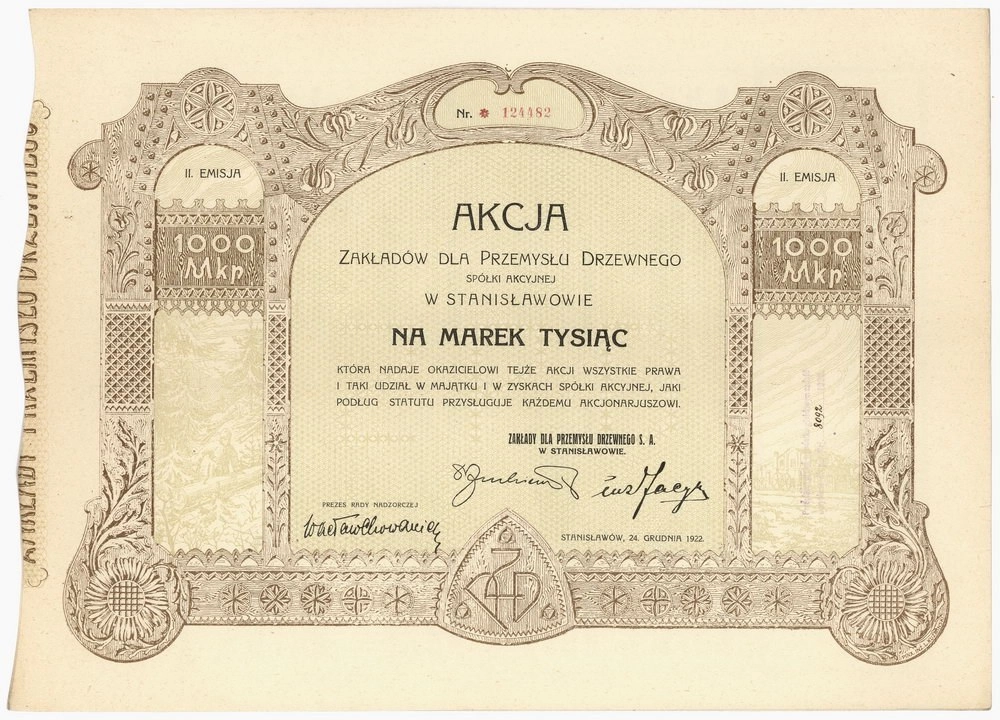 Nr. * 124482
II. EMISJA
1000
Mkp
II. EMISJA
1000
Mkp
AKCJA
ZAKŁADÓW DLA PRZEMYSŁU DRZEWNEGO
SPÓŁKI AKCYJNEJ
W STANISŁAWOWIE
NA MAREK TYSIĄC
KTÓRA NADAJE OKAZICIELOWI TEJŻE AKCJI WSZYSTKIE PRAWA
I TAKI UDZIAŁ W MAJĄTKU I W ZYSKACH SPÓŁKI AKCYJNEJ, JAKI
PODŁUG STATUTU PRZYSŁUGUJE KAŻDEMU AKCJONARJUSZOWI.
ZAKŁADY DLA PRZEMYSŁU DRZEWNEGO S. A.
W STANISŁAWOWIE.
PREZES RADY NADZORCZEJ
STANISŁAWÓW, 24. GRUDNIA 1922.
8092